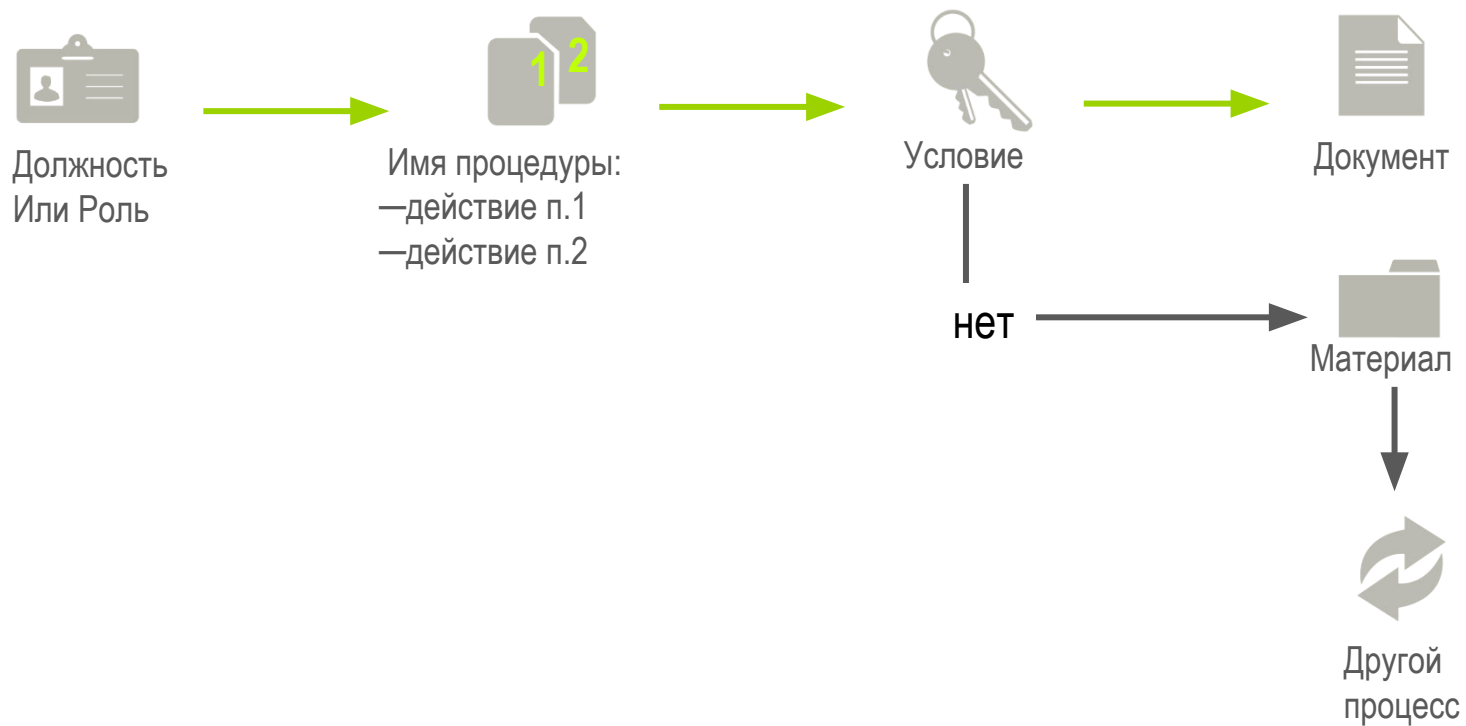 1 2
Должность
Или Роль
Имя процедуры:
—действие п.1
—действие п.2
Условие
Документ
нет
Материал
Другой
процесс